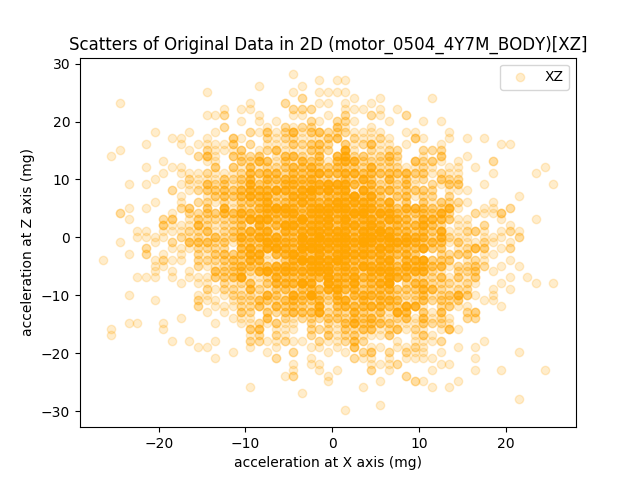 Scatters of Original Data in 2D (motor_0504_4Y7M_BODY)[XZ]
XZ
acceleration at Z axis (mg)
30
20
10
0
−10
−20
−30
−20 −10 0 10 20
acceleration at X axis (mg)